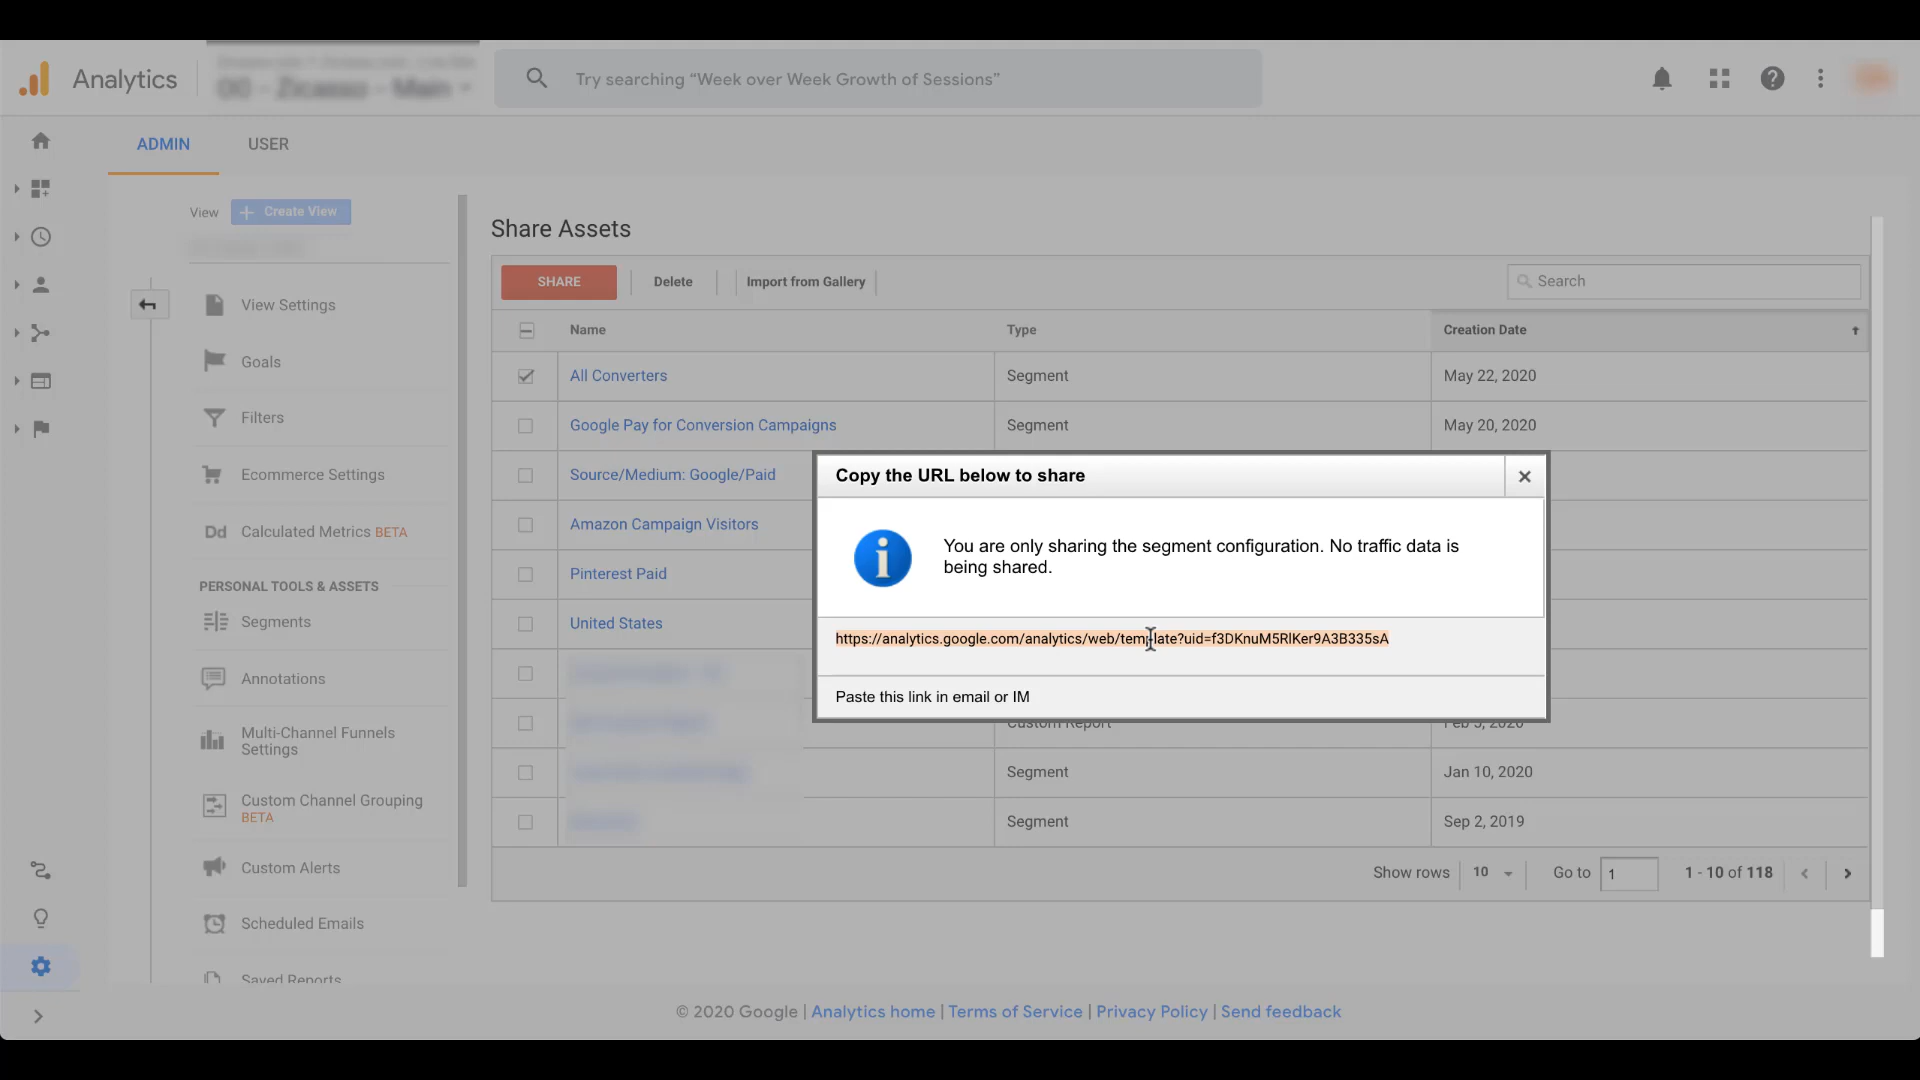 Analytics
Try searching “Week over Week Growth of Sessions”
ADMIN
USER
View
Create View
View Settings
Goals
Filters
Ecommerce Settings
Dd
Calculated Metrics BETA
PERSONAL TOOLS & ASSETS
Segments
Annotations
Multi-Channel Funnels
Settings
Custom Channel Grouping
BETA
Custom Alerts
Scheduled Emails
Saved Reports
Share Assets
SHARE
Delete
Import from Gallery
Search
Name Type Creation Date
All Converters Segment May 22, 2020
Google Pay for Conversion Campaigns Segment May 20, 2020
Source/Medium: Google/Paid
Amazon Campaign Visitors
Pinterest Paid
United States
Copy the URL below to share
You are only sharing the segment configuration. No traffic data is
being shared.
https://analytics.google.com/analytics/web/template?uid=f3DKnuM5RlKer9A3B335sA
Paste this link in email or IM
Custom Report
Segment Jan 10, 2020
Segment Sep 2, 2019
Show rows 10 Go to 1 1 - 10 of 118
© 2020 Google | Analytics home | Terms of Service | Privacy Policy | Send feedback